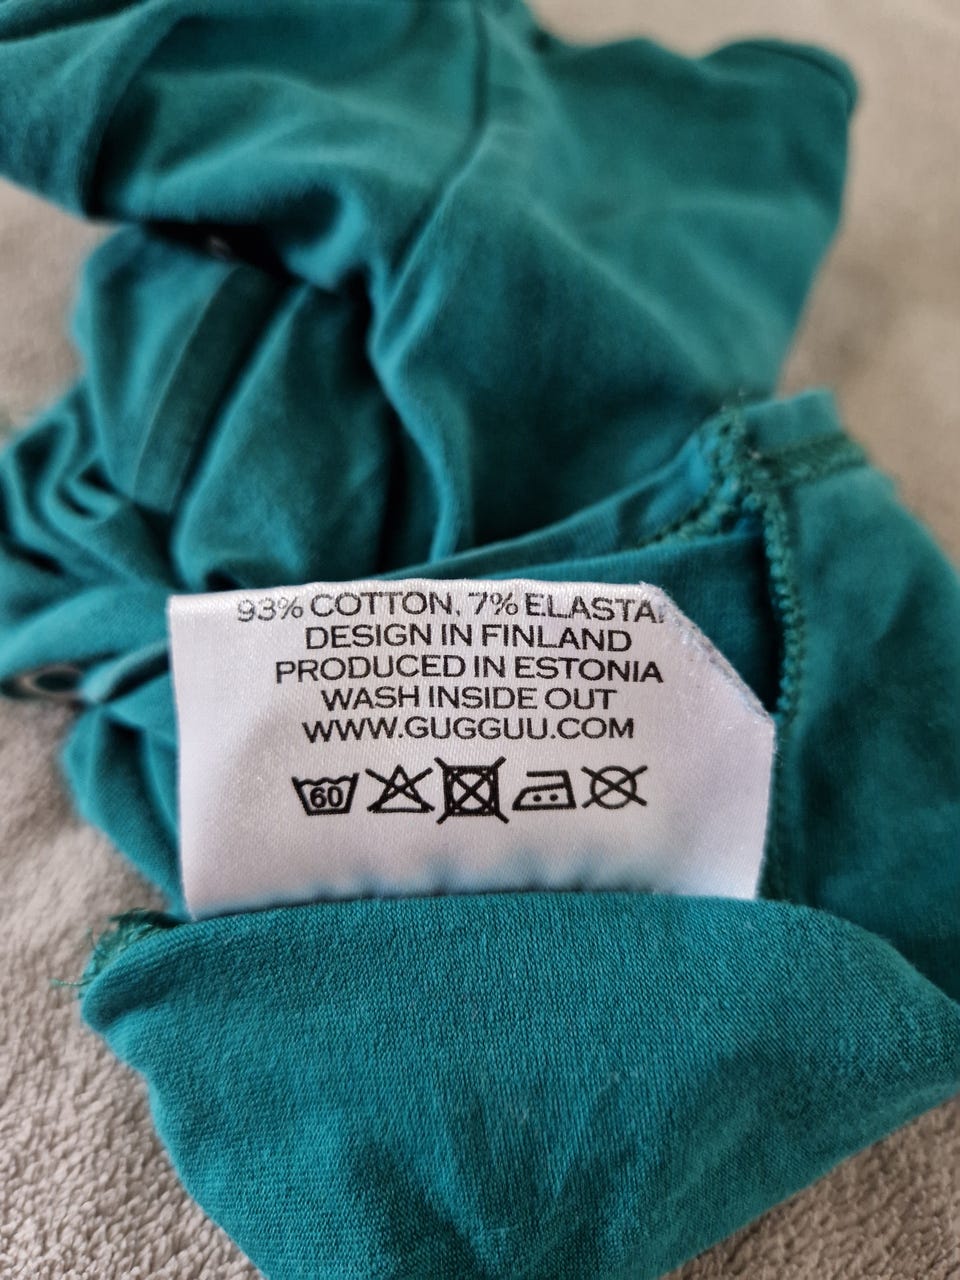 93% COTTON, 7% ELASTA
DESIGN IN FINLAND
PRODUCED IN ESTONIA
WASH INSIDE OUT
WWW.GUGGUU.COM
60